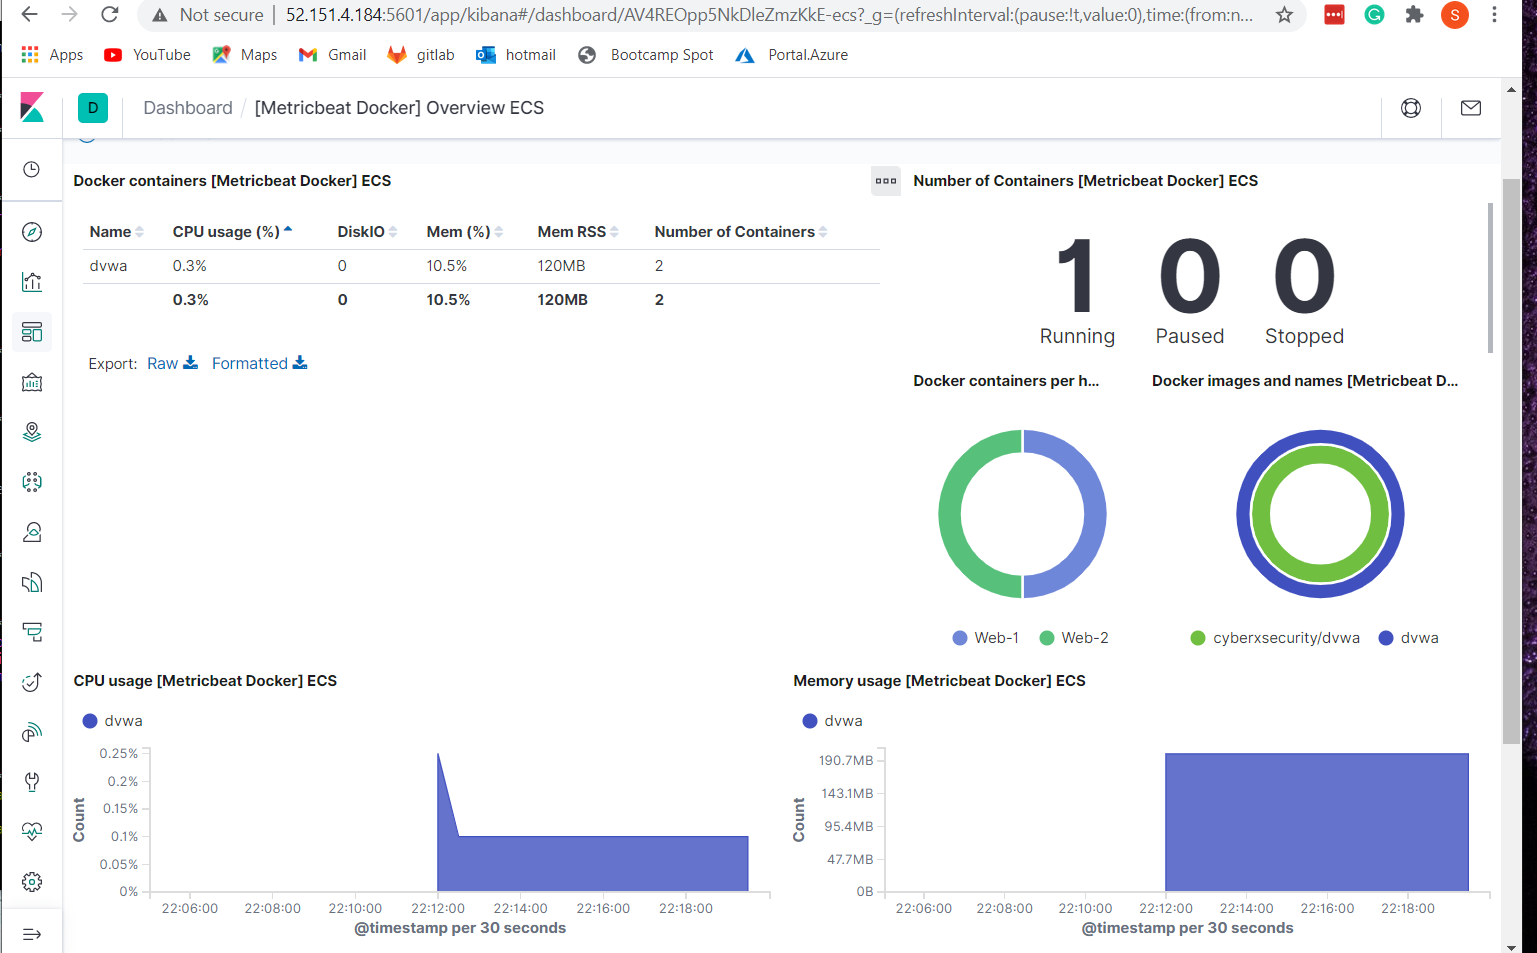 Not secure | 52.151.4.184:5601/app/kibana#/dashboard/AV4REOpp5NkDleZmzKkE-ecs?_g=(refreshInterval:(pause:!t,value:0),time:(from:n...
S
Apps YouTube Maps Gmail gitlab hotmail Bootcamp Spot Portal.Azure
D Dashboard / [Metricbeat Docker] Overview ECS
Docker containers [Metricbeat Docker] ECS
Name CPU usage (%) DiskIO Mem (%) Mem RSS Number of Containers
dvwa 0.3% 0 10.5% 120MB 2
0.3% 0 10.5% 120MB 2
Export: Raw Formatted
Number of Containers [Metricbeat Docker] ECS
1 0 0
Running Paused Stopped
Docker containers per h...
Web-1 Web-2
Docker images and names [Metricbeat D...
cyberxsecurity/dvwa dvwa
CPU usage [Metricbeat Docker] ECS
dvwa
Count
0.25%
0.2%
0.15%
0.1%
0.05%
0%
22:06:00 22:08:00 22:10:00 22:12:00 22:14:00 22:16:00 22:18:00
@timestamp per 30 seconds
Memory usage [Metricbeat Docker] ECS
dvwa
Count
190.7MB
143.1MB
95.4MB
47.7MB
0B
22:06:00 22:08:00 22:10:00 22:12:00 22:14:00 22:16:00 22:18:00
@timestamp per 30 seconds